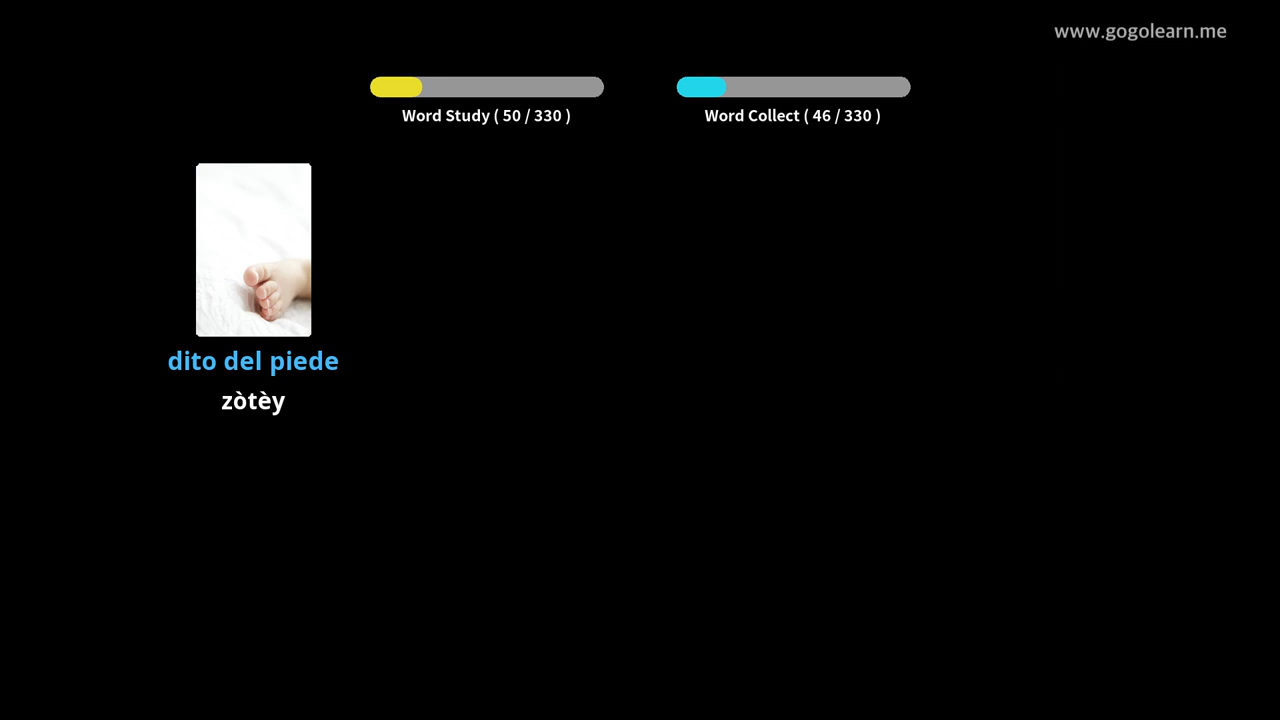 www.gogolearn.me
Word Study ( 50 / 330 )
Word Collect ( 46 / 330 )
dito del piede
zòtèy